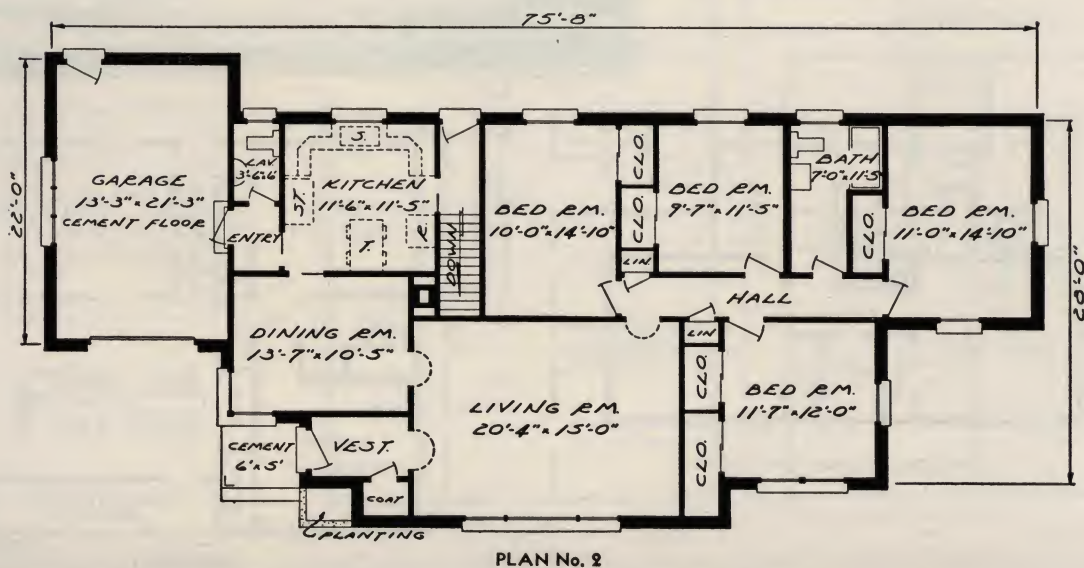 75'-8"
22'-0"
GARAGE
13'-3" x 21'-3"
CEMENT FLOOR
LAV.
3'-6"x6'
ENTRY
S.
ST.
KITCHEN
11'-6" x 11'-5"
T.
R.
DOWN
BED RM.
10'-0" x 14'-10"
CLO.
CLO.
LIN.
BED RM.
9'-7" x 11'-5"
BATH
7'-0" x 11'-5
CLO.
BED RM.
11'-0" x 14'-10"
28'-0"
HALL
DINING RM.
13'-7" x 10'-5"
LIVING RM.
20'-4" x 15'-0"
LIN
CLO.
CLO.
BED RM.
11'-7" x 12'-0"
CEMENT
6' x 5'
VEST.
COAT
PLANTING
PLAN No. 2